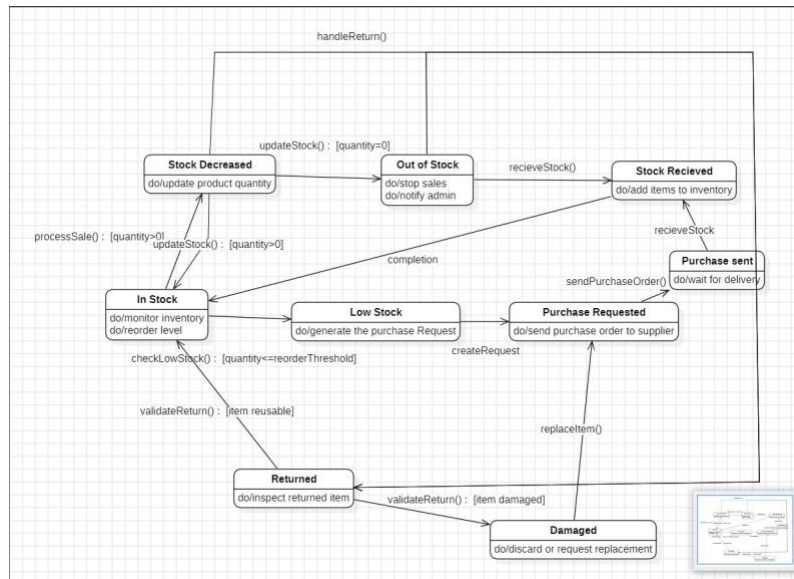 handleReturn()
updateStock() : [quantity=0]
Stock Decreased
do/update product quantity
Out of Stock
do/stop sales
do/notify admin
recieveStock()
Stock Recieved
do/add items to inventory
processSale() : [quantity>0]
updateStock() : [quantity>0]
recieveStock
completion
Purchase sent
do/wait for delivery
sendPurchaseOrder()
In Stock
do/monitor inventory
do/reorder level
Low Stock
do/generate the purchase Request
Purchase Requested
do/send purchase order to supplier
createRequest
checkLowStock() : [quantity<=reorderThreshold]
validateReturn() : [item reusable]
replaceItem()
Returned
do/inspect returned item
validateReturn() : [item damaged]
Damaged
do/discard or request replacement